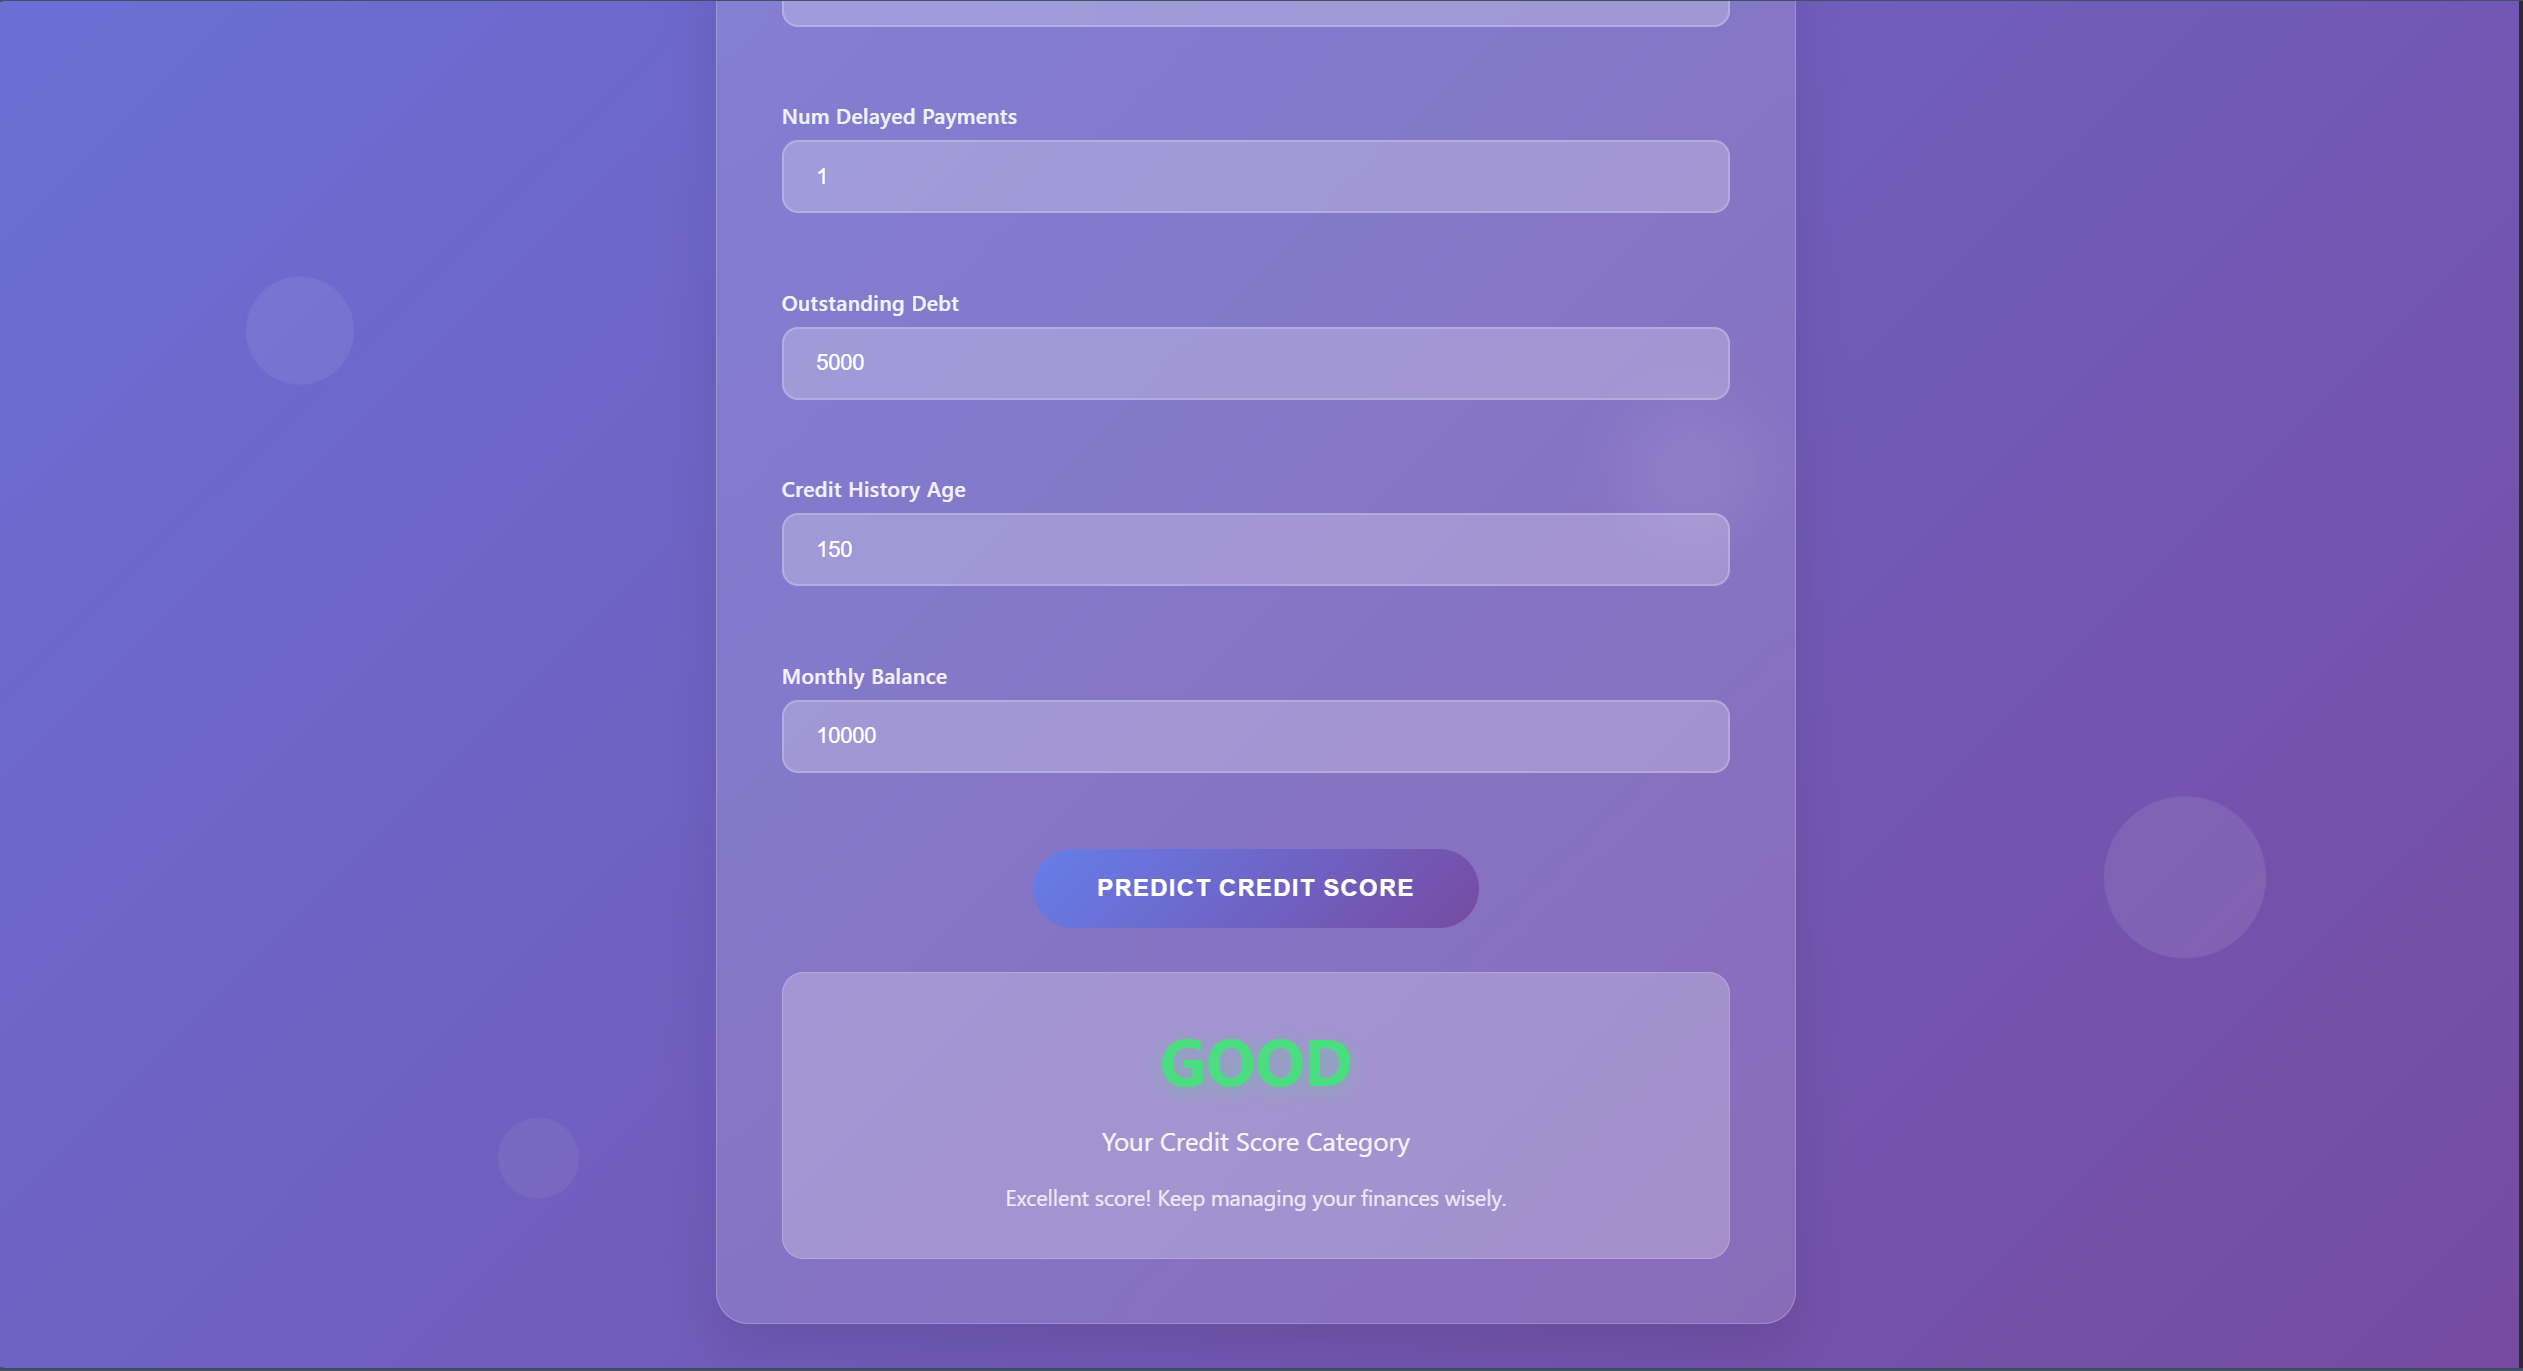 Num Delayed Payments
1
Outstanding Debt
5000
Credit History Age
150
Monthly Balance
10000
PREDICT CREDIT SCORE
GOOD
Your Credit Score Category
Excellent score! Keep managing your finances wisely.